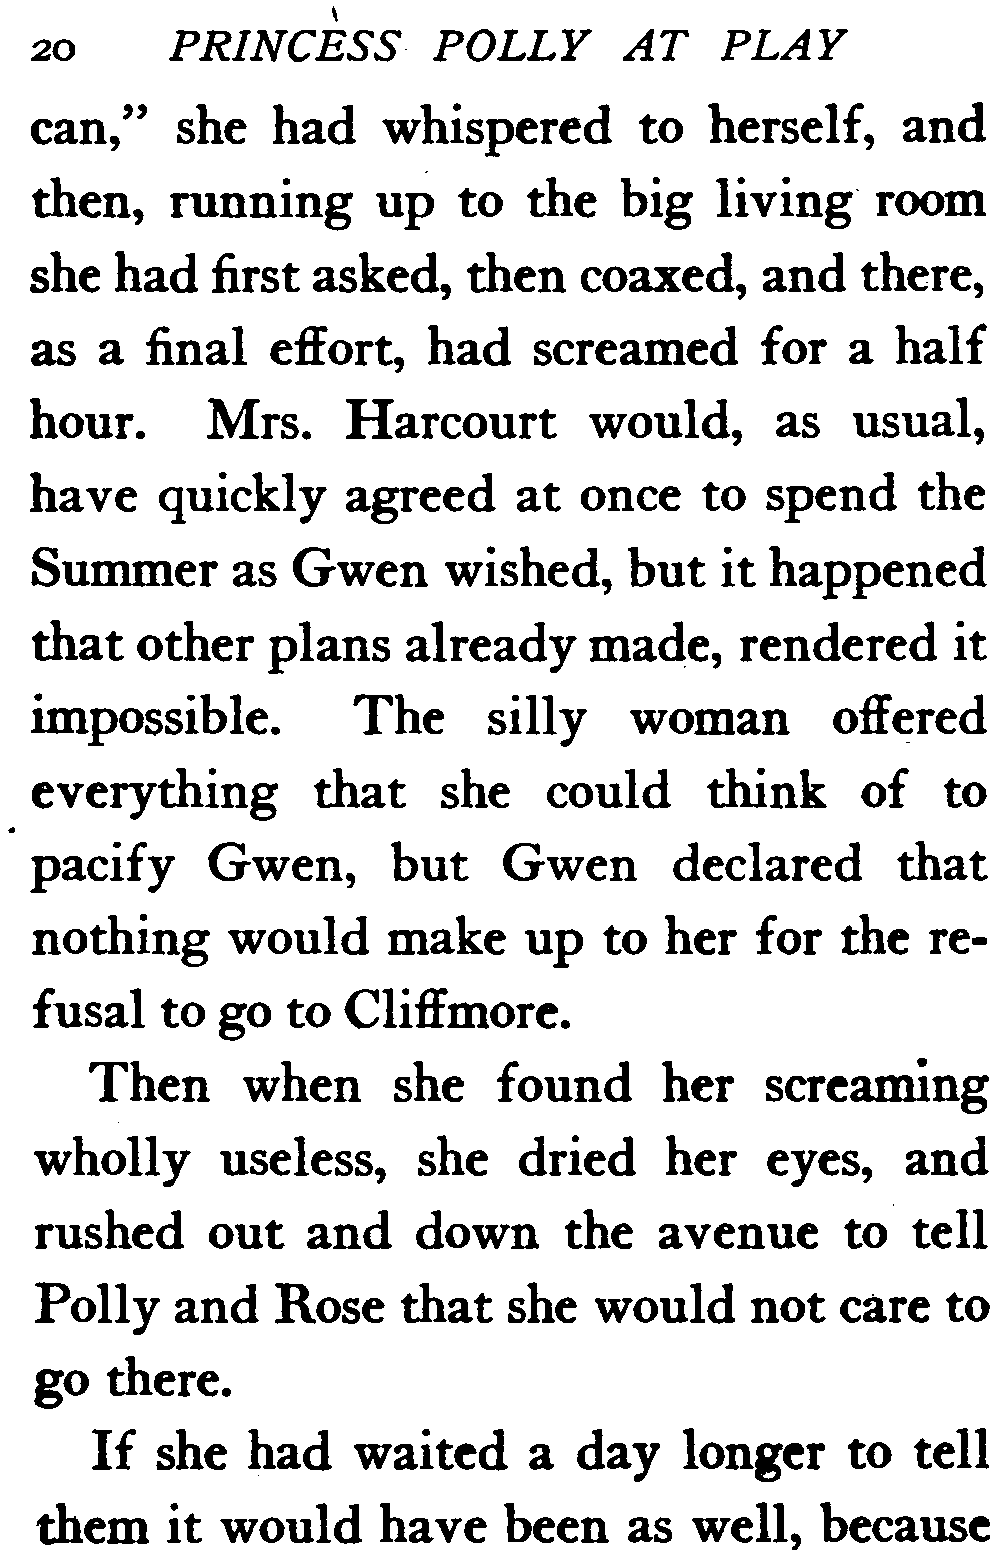 20 PRINCESS POLLY AT PLAY
can,” she had whispered to herself, and
then, running up to the big living room
she had first asked, then coaxed, and there,
as a final effort, had screamed for a half
hour. Mrs. Harcourt would, as usual,
have quickly agreed at once to spend the
Summer as Gwen wished, but it happened
that other plans already made, rendered it
impossible. The silly woman offered
everything that she could think of to
pacify Gwen, but Gwen declared that
nothing would make up to her for the re-
fusal to go to Cliffmore.
Then when she found her screaming
wholly useless, she dried her eyes, and
rushed out and down the avenue to tell
Polly and Rose that she would not care to
go there.
If she had waited a day longer to tell
them it would have been as well, because